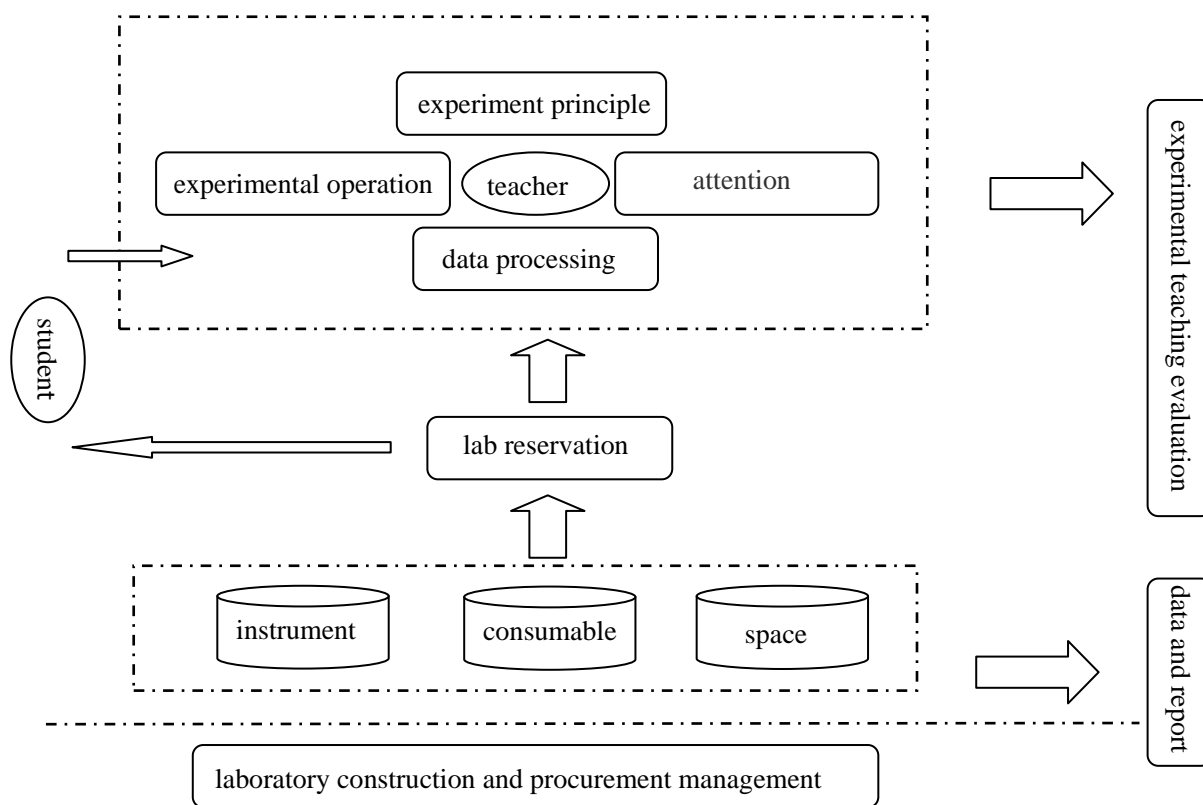 experiment principle
experimental operation
teacher
attention
data processing
student
lab reservation
instrument
consumable
space
laboratory construction and procurement management
experimental teaching evaluation
data and report